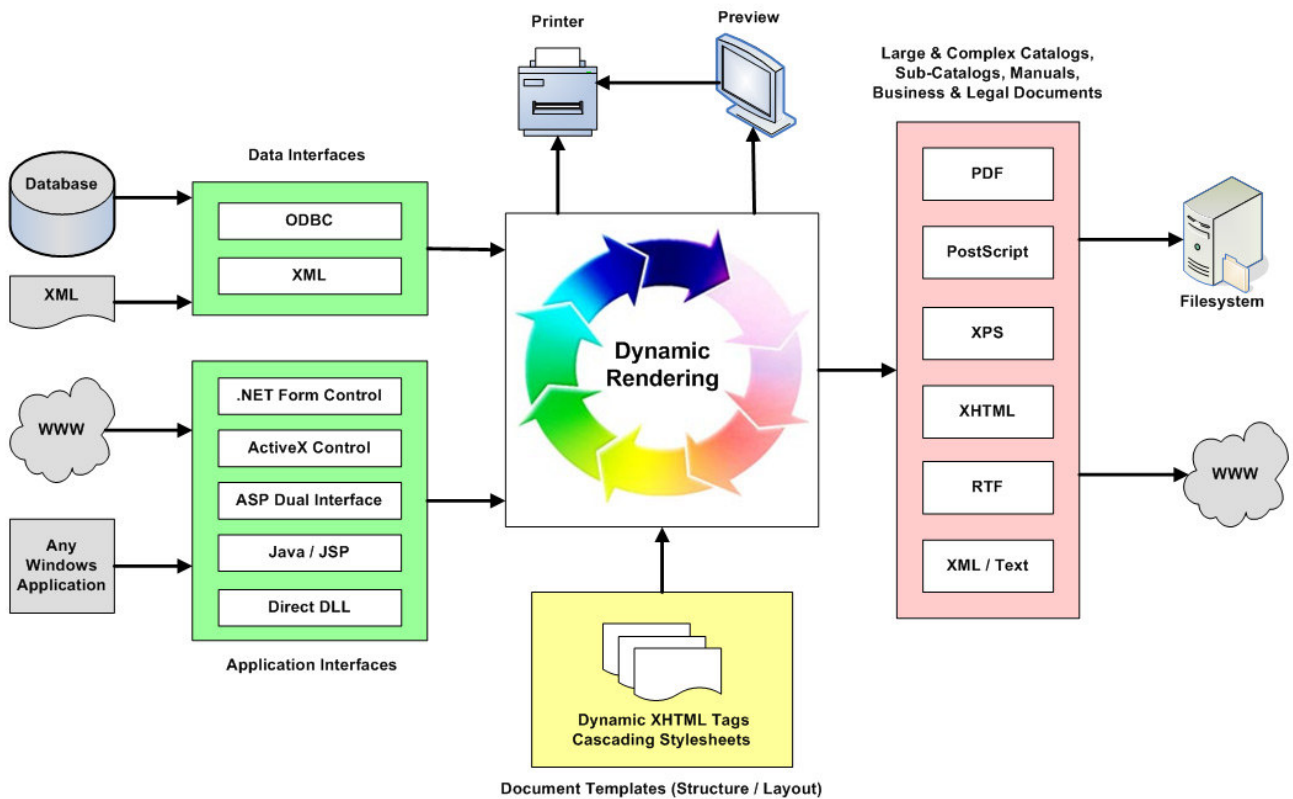 Printer
Preview
Large & Complex Catalogs,
Sub-Catalogs, Manuals,
Business & Legal Documents
Data Interfaces
Database
ODBC
XML
XML
.NET Form Control
ActiveX Control
ASP Dual Interface
Java / JSP
Direct DLL
Application Interfaces
WWW
Any
Windows
Application
Dynamic
Rendering
Dynamic XHTML Tags
Cascading Stylesheets
Document Templates (Structure / Layout)
PDF
PostScript
XPS
XHTML
RTF
XML / Text
Filesystem
WWW